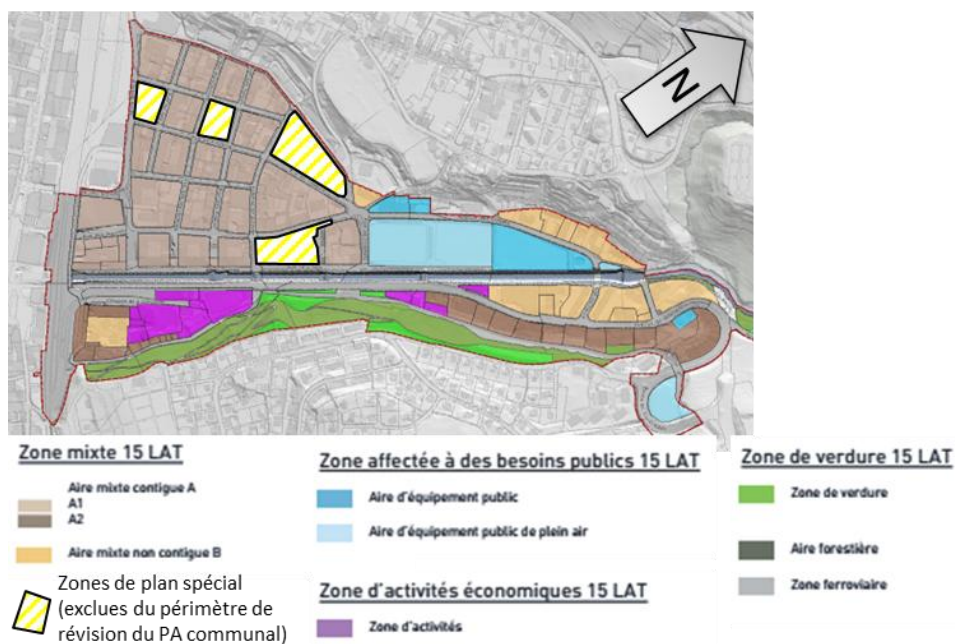 N
Zone mixte 15 LAT
Aire mixte contigue A
A1
A2
Aire mixte non contigue B
Zones de plan spécial
(exclues du périmètre de
révision du PA communal)
Zone affectée à des besoins publics 15 LAT
Aire d'équipement public
Aire d'équipement public de plein air
Zone d'activités économiques 15 LAT
Zone d'activités
Zone de verdure 15 LAT
Zone de verdure
Aire forestière
Zone ferroviaire